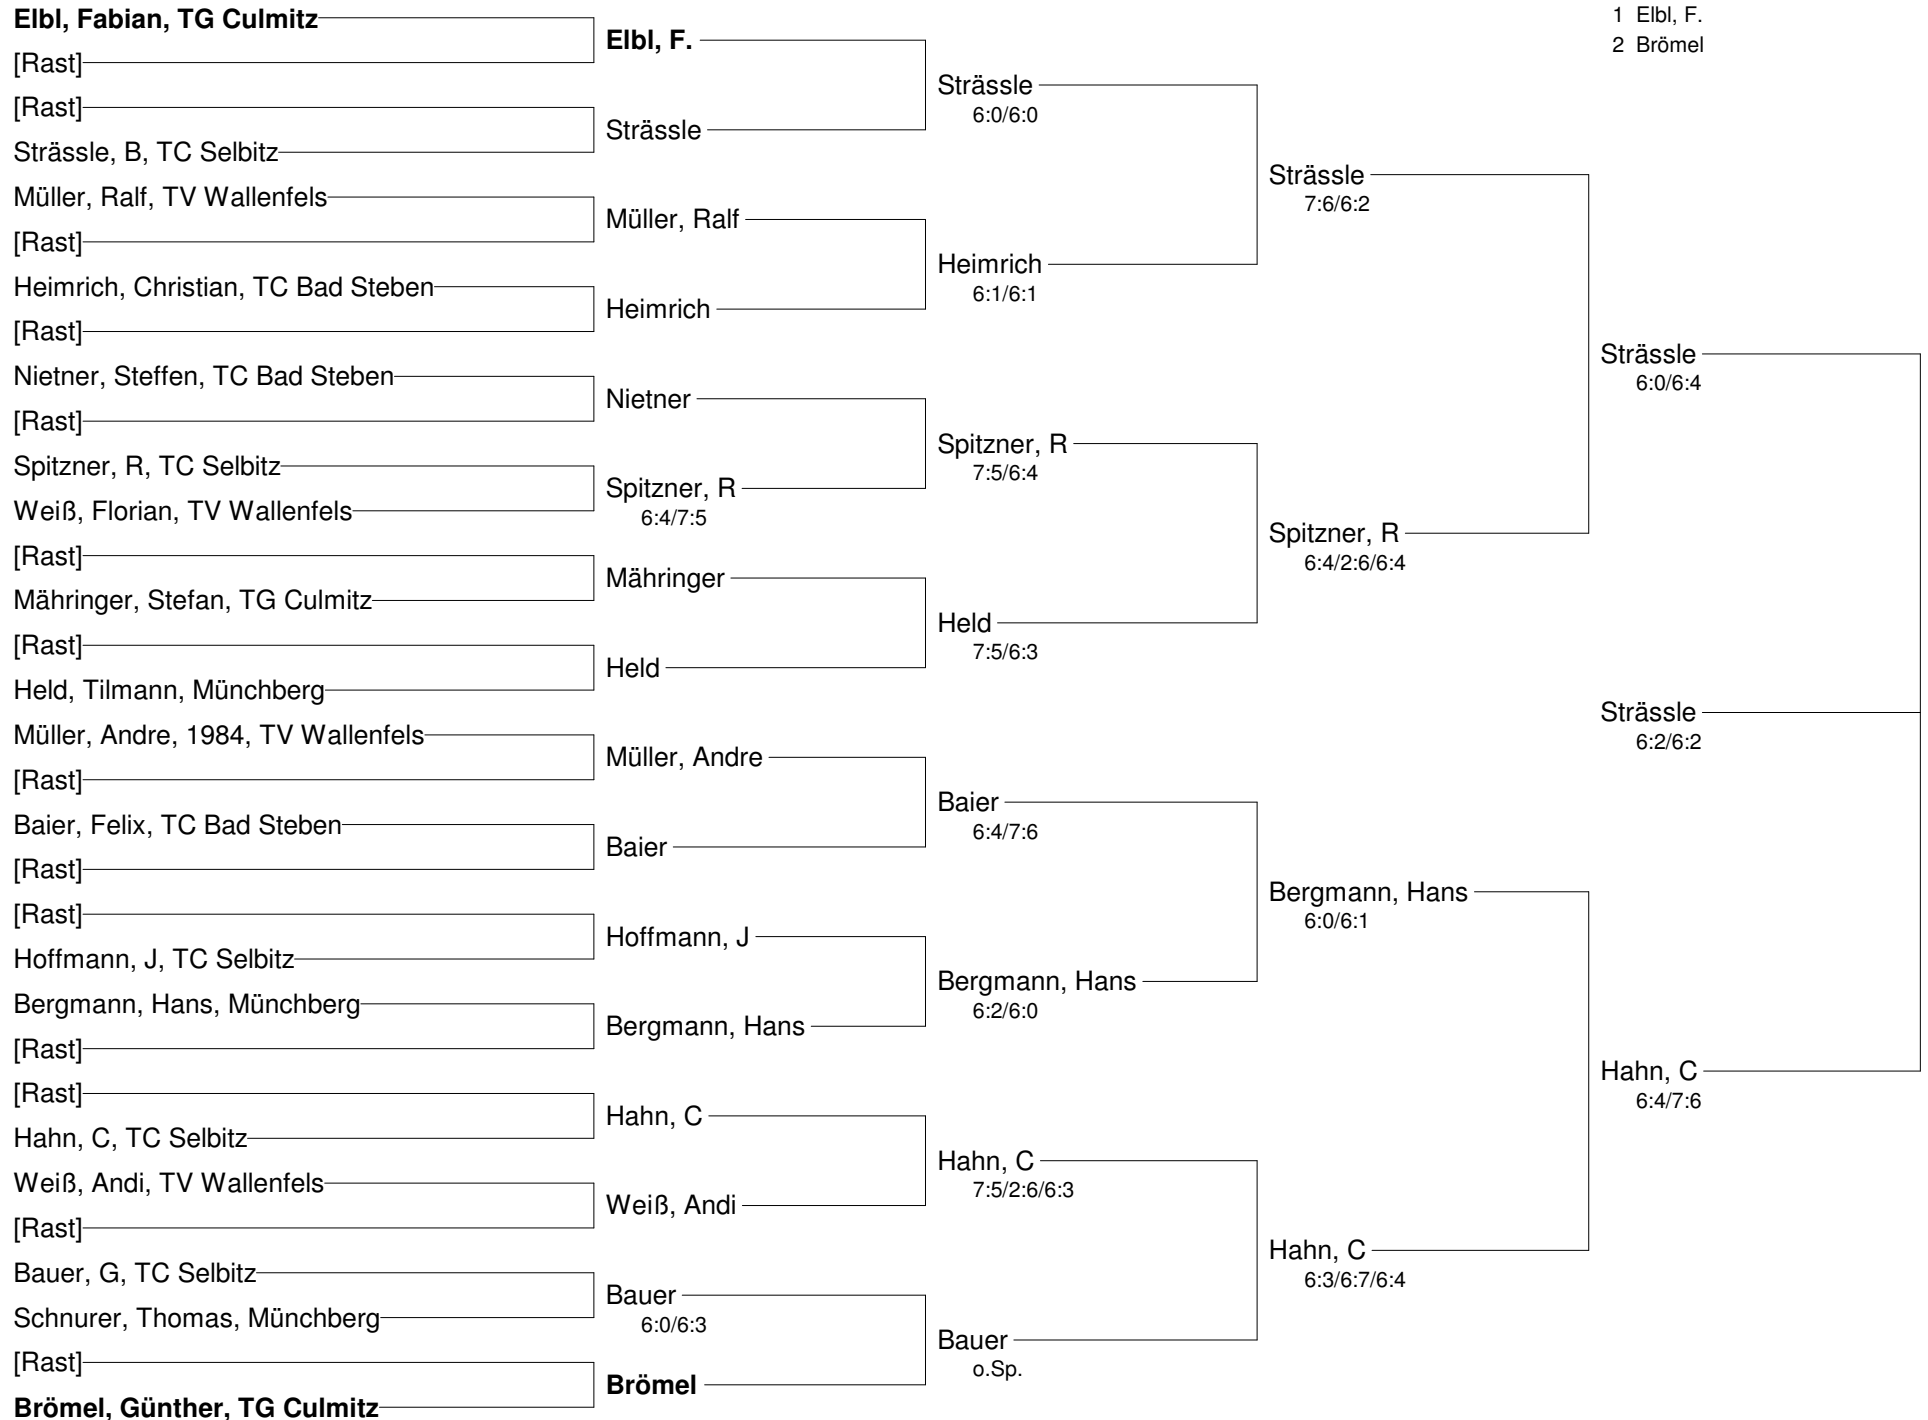 Elbl, Fabian, TG Culmitz
[Rast]
[Rast]
Strässle, B, TC Selbitz
Müller, Ralf, TV Wallenfels
[Rast]
Heimrich, Christian, TC Bad Steben
[Rast]
Nietner, Steffen, TC Bad Steben
[Rast]
Spitzner, R, TC Selbitz
Weiß, Florian, TV Wallenfels
[Rast]
Mähringer, Stefan, TG Culmitz
[Rast]
Held, Tilmann, Münchberg
Müller, Andre, 1984, TV Wallenfels
[Rast]
Baier, Felix, TC Bad Steben
[Rast]
[Rast]
Hoffmann, J, TC Selbitz
Bergmann, Hans, Münchberg
[Rast]
[Rast]
Hahn, C, TC Selbitz
Weiß, Andi, TV Wallenfels
[Rast]
Bauer, G, TC Selbitz
Schnurer, Thomas, Münchberg
[Rast]
Brömel, Günther, TG Culmitz
Elbl, F.
Strässle
Müller, Ralf
Heimrich
Nietner
Spitzner, R
6:4/7:5
Mähringer
Held
Müller, Andre
Baier
Hoffmann, J
Bergmann, Hans
Hahn, C
Weiß, Andi
Bauer
6:0/6:3
Brömel
Strässle
6:0/6:0
Heimrich
6:1/6:1
Spitzner, R
7:5/6:4
Held
7:5/6:3
Baier
6:4/7:6
Bergmann, Hans
6:2/6:0
Hahn, C
7:5/2:6/6:3
Bauer
o.Sp.
Strässle
7:6/6:2
Spitzner, R
6:4/2:6/6:4
Bergmann, Hans
6:0/6:1
Hahn, C
6:3/6:7/6:4
1 Elbl, F.
2 Brömel
Strässle
6:0/6:4
Strässle
6:2/6:2
Hahn, C
6:4/7:6